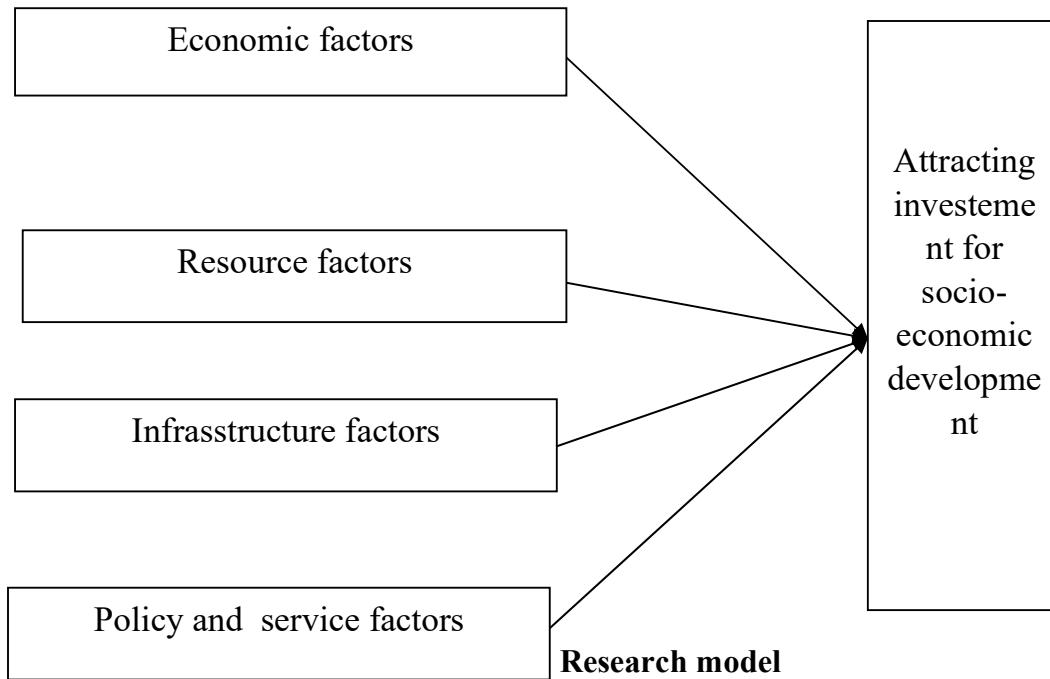 Economic factors
Resource factors
Infrasstructure factors
Policy and  service factors
Attracting
investeme
nt for
socio-
economic
developme
nt
Research model